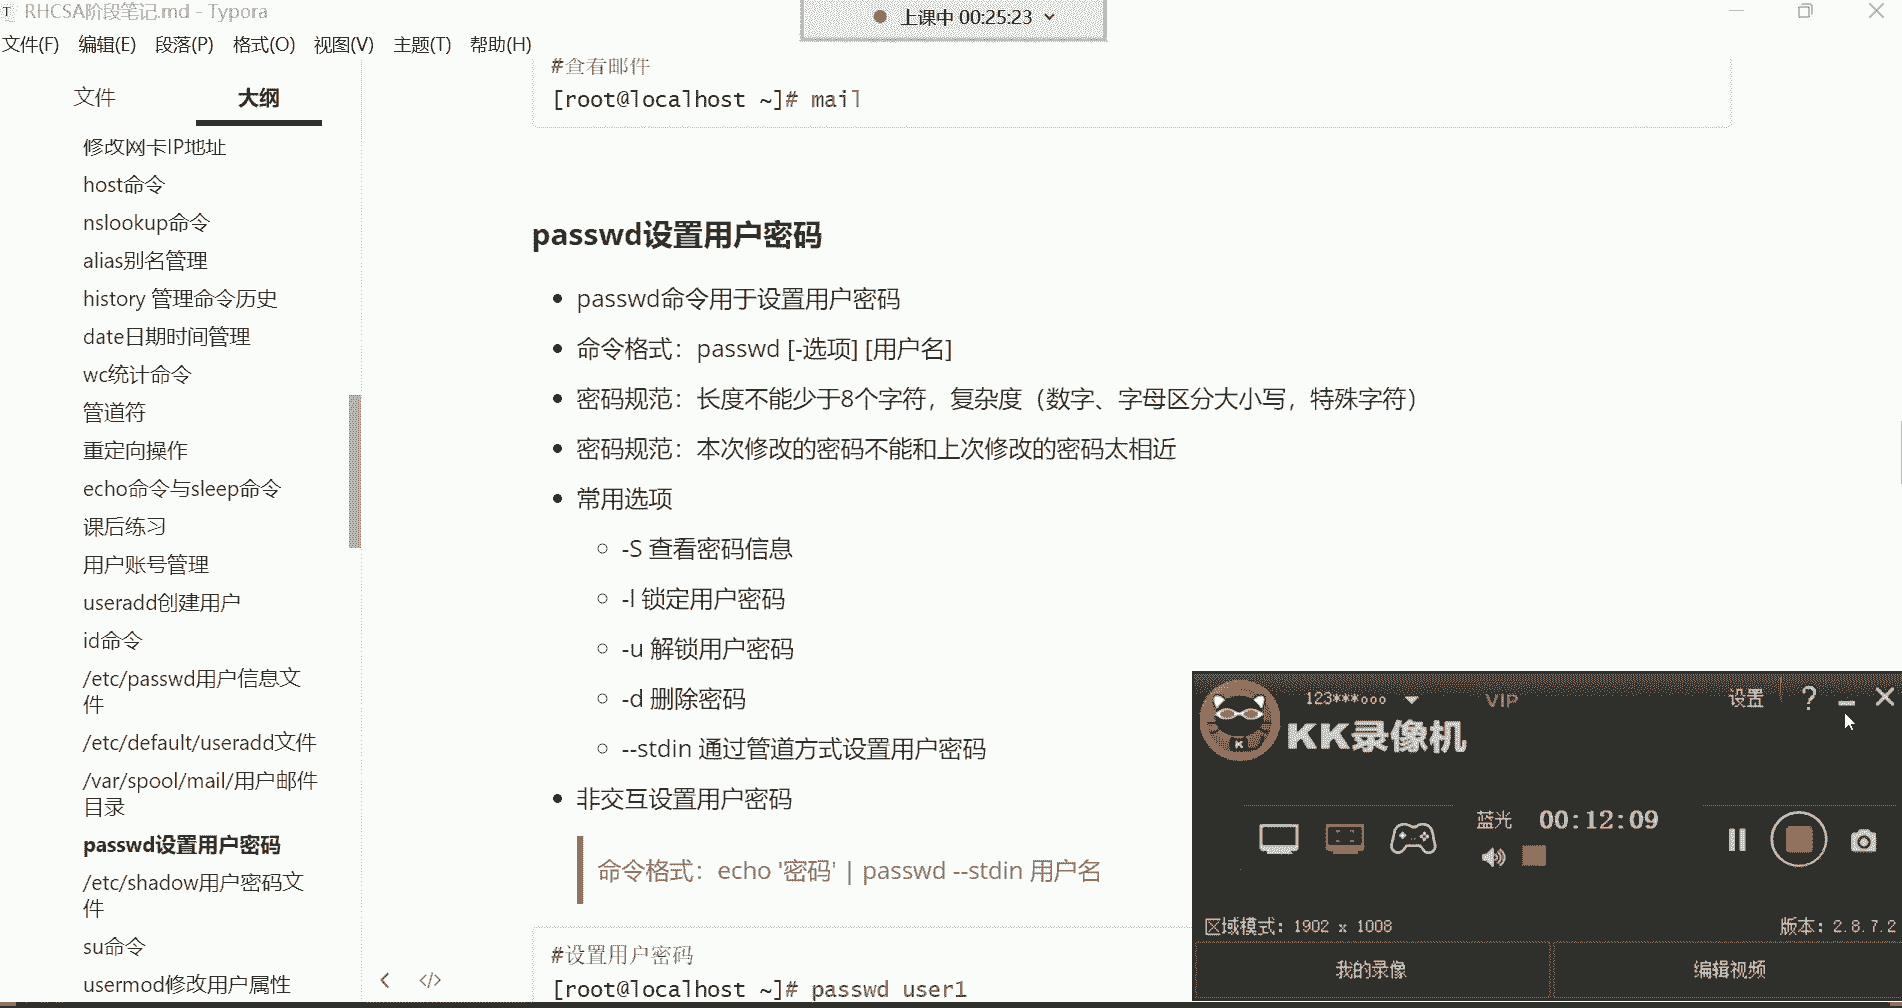 RHCSA阶段笔记.md - Typora
上课中 00:25:23
文件(F) 编辑(E) 段落(P) 格式(O) 视图(V) 主题(T) 帮助(H)
文件 大纲
修改网卡IP地址
host命令
nslookup命令
alias别名管理
history 管理命令历史
date日期时间管理
wc统计命令
管道符
重定向操作
echo命令与sleep命令
课后练习
用户账号管理
useradd创建用户
id命令
/etc/passwd用户信息文
件
/etc/default/useradd文件
/var/spool/mail/用户邮件
目录
passwd设置用户密码
/etc/shadow用户密码文
件
su命令
usermod修改用户属性
#查看邮件
[root@localhost ~]# mail
passwd设置用户密码
passwd命令用于设置用户密码
命令格式：passwd [-选项] [用户名]
密码规范：长度不能少于8个字符，复杂度（数字、字母区分大小写，特殊字符）
密码规范：本次修改的密码不能和上次修改的密码太相近
常用选项
-S 查看密码信息
-l 锁定用户密码
-u 解锁用户密码
-d 删除密码
--stdin 通过管道方式设置用户密码
非交互设置用户密码
命令格式：echo '密码' | passwd --stdin 用户名
#设置用户密码
[root@localhost ~]# passwd user1
123***ooo VIP 设置 ?
KK录像机
蓝光 00:12:09
区域模式：1902 x 1008 版本：2.8.7.2
我的录像 编辑视频